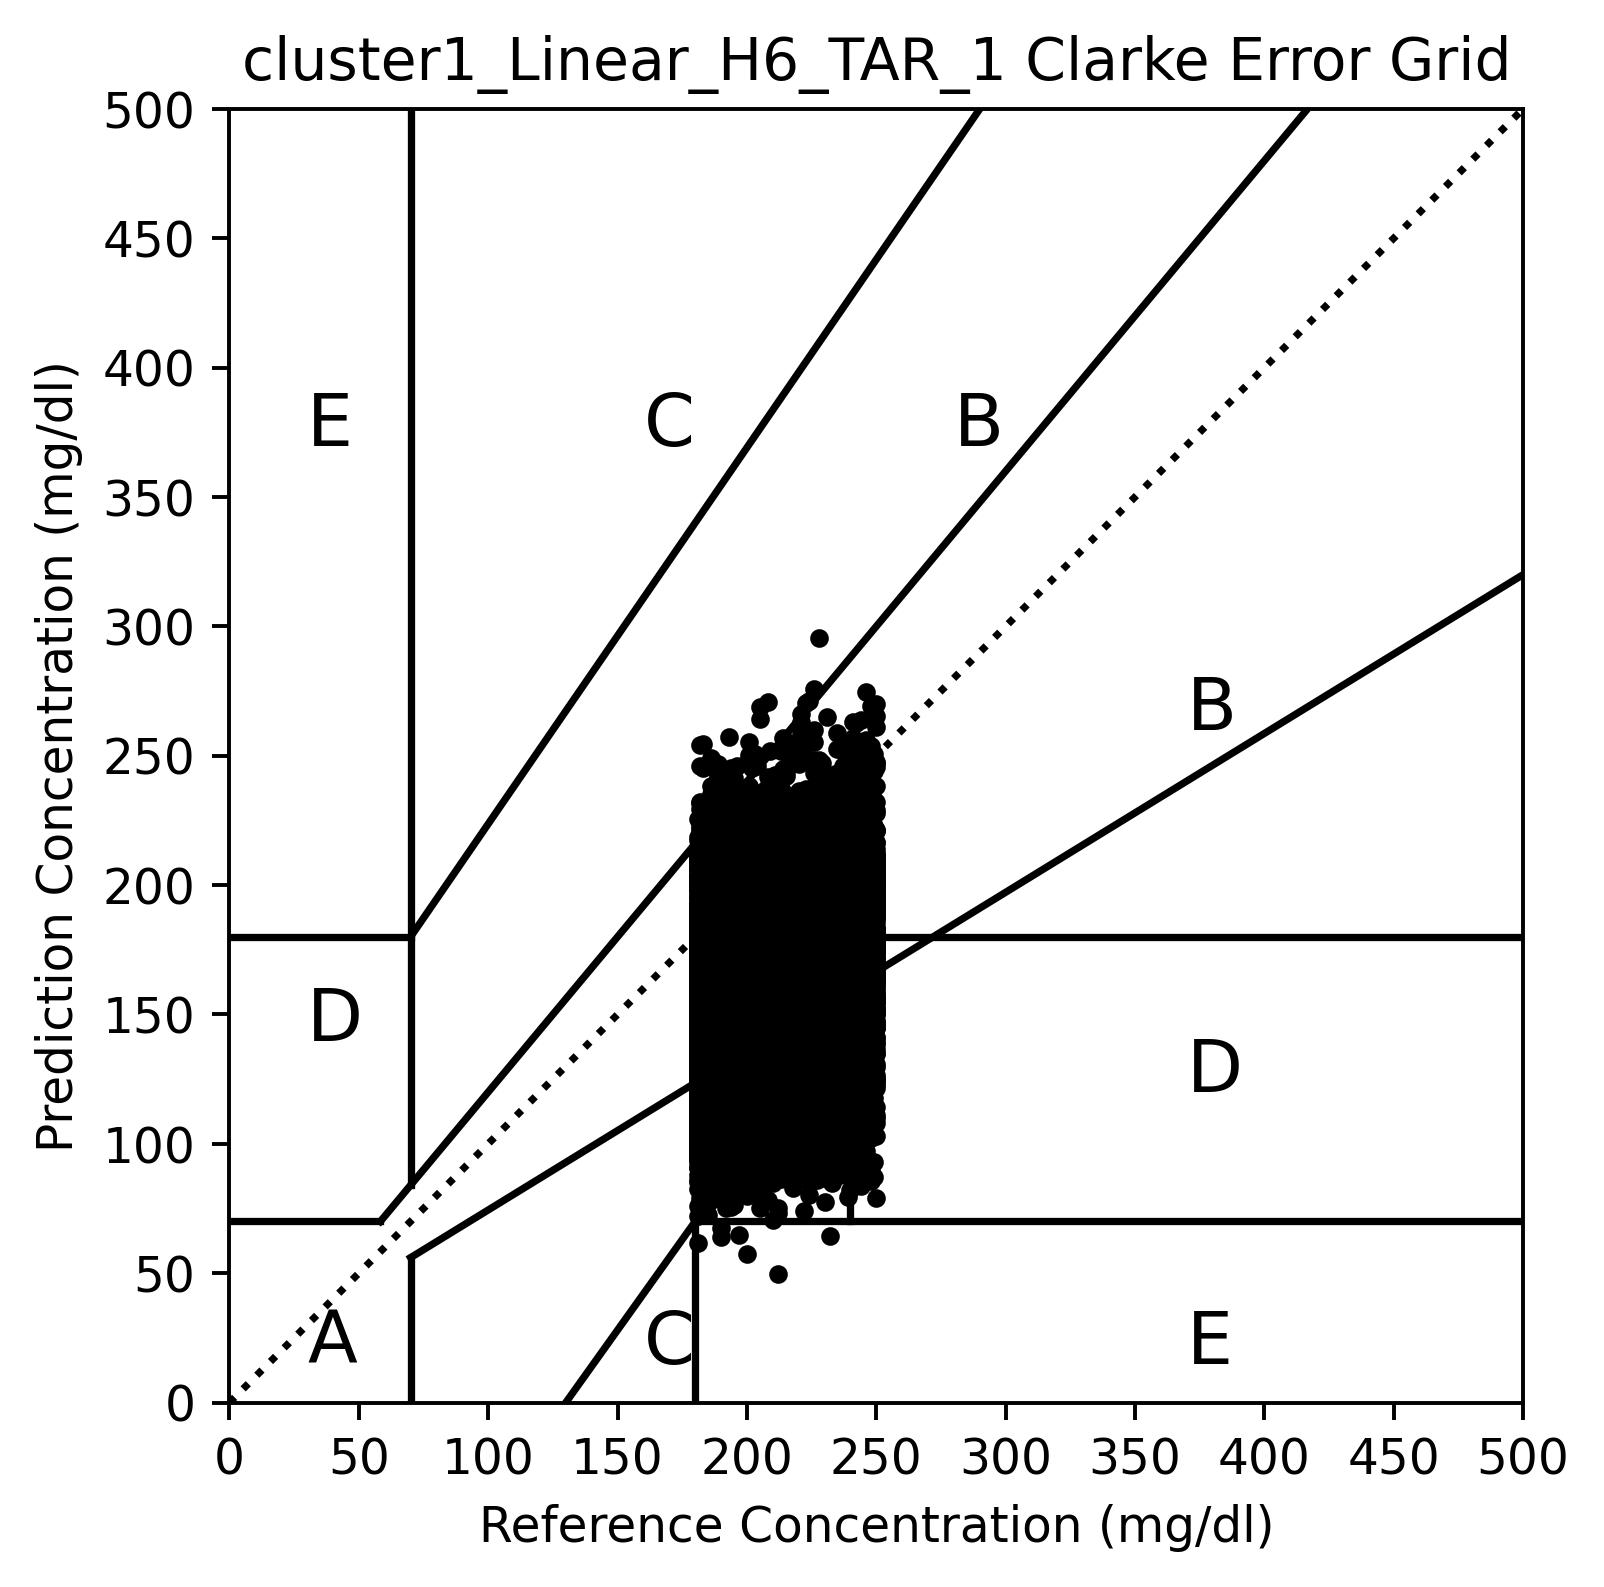 cluster1_Linear_H6_TAR_1 Clarke Error Grid
Prediction Concentration (mg/dl)
500
450
400
350
300
250
200
150
100
50
0
E
C
B
B
D
D
A
C
E
0 50 100 150 200 250 300 350 400 450 500
Reference Concentration (mg/dl)